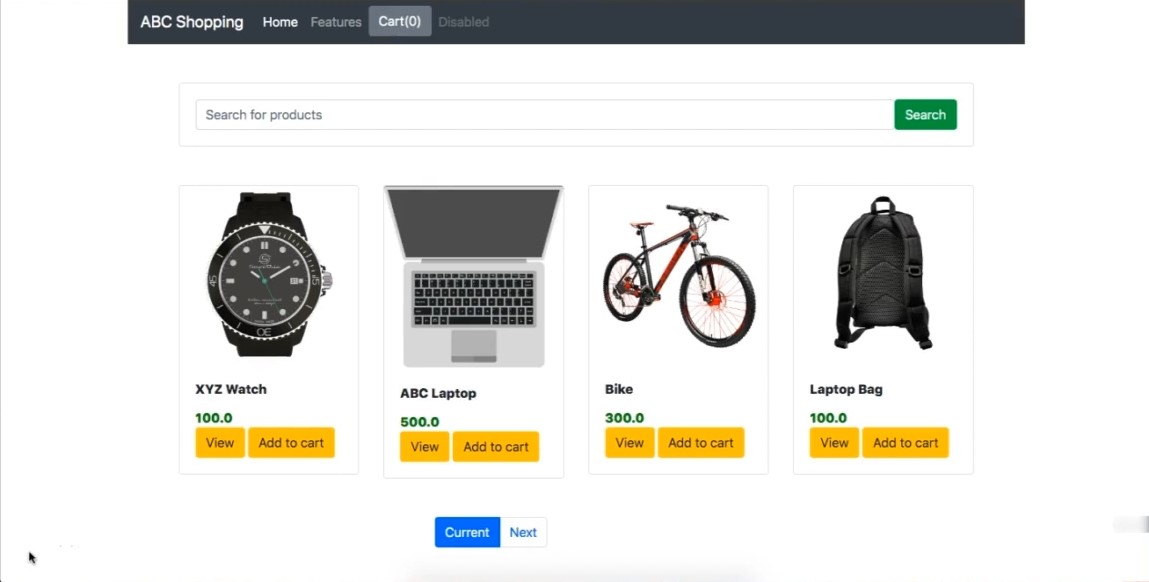 ABC Shopping Home Features Cart(0) Disabled
Search for products Search
XYZ Watch
100.0
View Add to cart
ABC Laptop
500.0
View Add to cart
Bike
300.0
View Add to cart
Laptop Bag
100.0
View Add to cart
Current Next